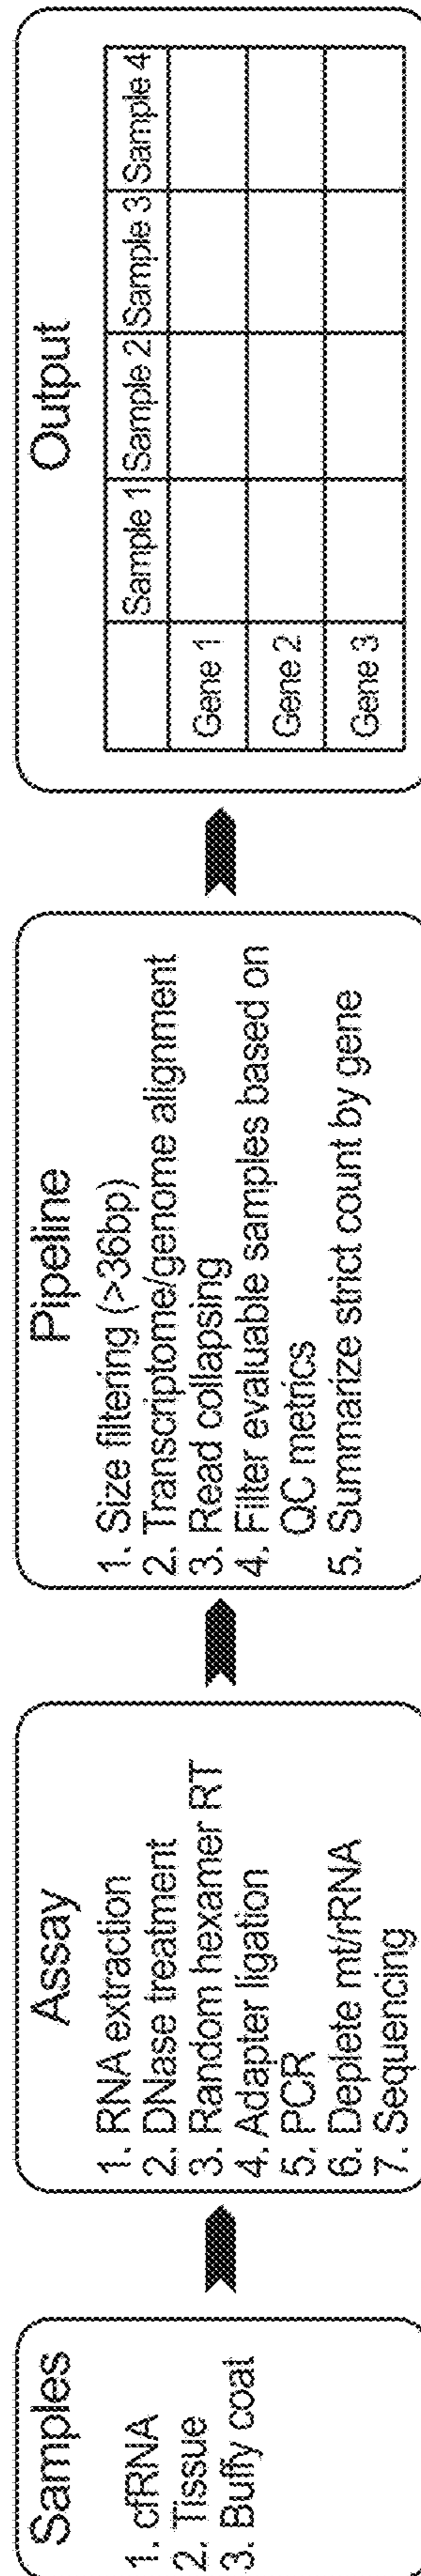 Samples
1. cfRNA
2. Tissue
3. Buffy coat
Assay
1. RNA extraction
2. DNase treatment
3. Random hexamer RT
4. Adapter ligation
5. PCR
6. Deplete mt/rRNA
7. Sequencing
Pipeline
1. Size filtering (>36bp)
2. Transcriptome/genome alignment
3. Read collapsing
4. Filter evaluable samples based on
QC metrics
5. Summarize strict count by gene
Output
Sample 1 Sample 2 Sample 3 Sample 4
Gene 1
Gene 2
Gene 3